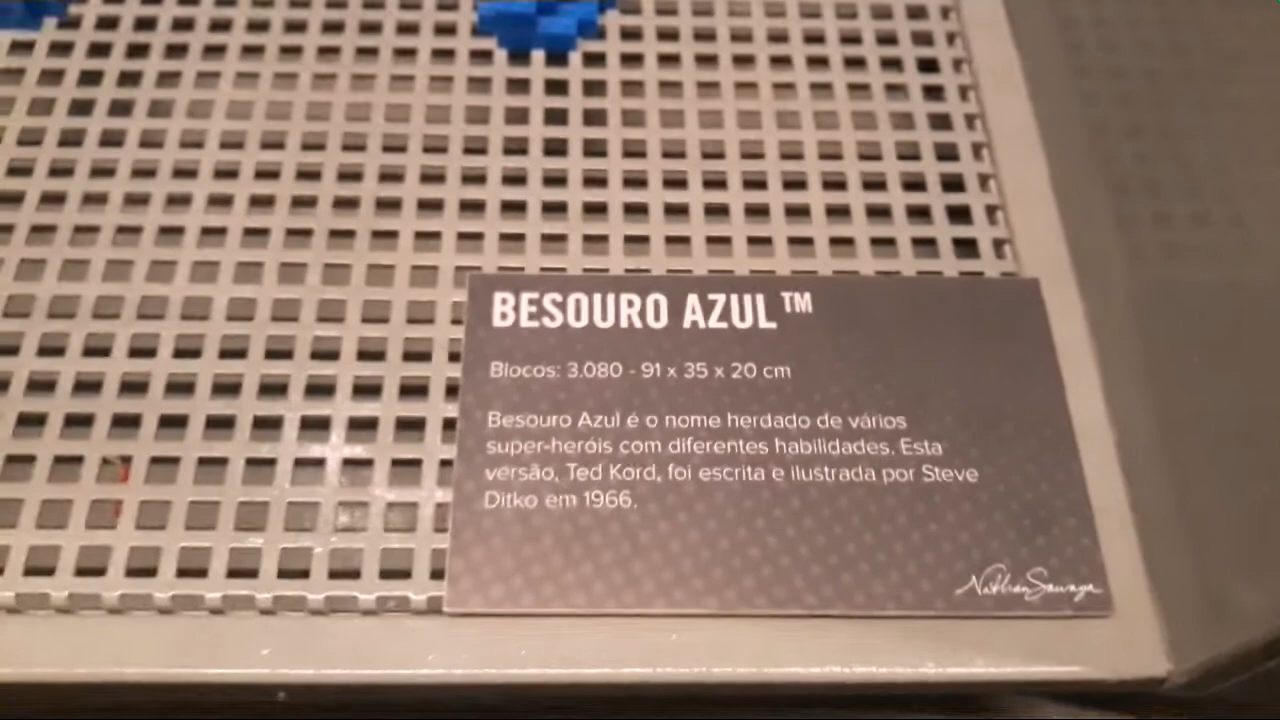 BESOURO AZUL™
Blocos: 3.080 - 91 x 35 x 20 cm
Besouro Azul é o nome herdado de vários
super-heróis com diferentes habilidades. Esta
versão, Ted Kord, foi escrita e ilustrada por Steve
Ditko em 1966.
Nathan Sawaya